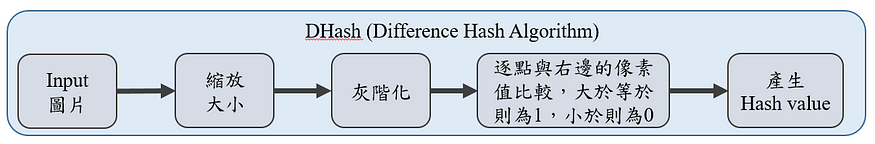 DHash (Difference Hash Algorithm)
Input
圖片
縮放
大小
灰階化
逐點與右邊的像素
值比較，大於等於
則為1，小於則為0
產生
Hash value